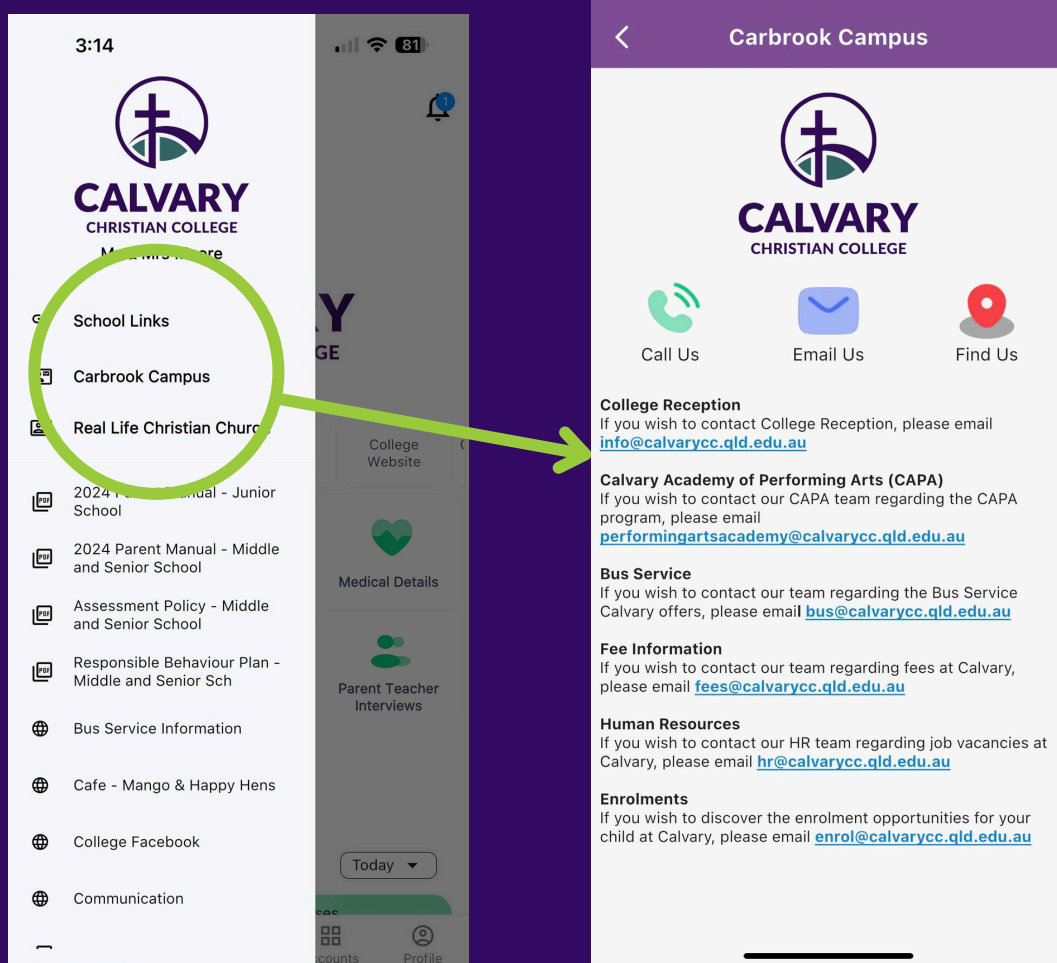 3:14
81
1
CALVARY
CHRISTIAN COLLEGE
School Links
Carbrook Campus
Real Life Christian Church
2024 Parent Manual - Junior
School
2024 Parent Manual - Middle
and Senior School
Assessment Policy - Middle
and Senior School
Responsible Behaviour Plan -
Middle and Senior Sch
Bus Service Information
Cafe - Mango & Happy Hens
College Facebook
Communication
PDF
PDF
PDF
PDF
Y
GE
College
Website
Medical Details
Parent Teacher
Interviews
Today
ses
counts
Profile
Carbrook Campus
CALVARY
CHRISTIAN COLLEGE
Call Us
Email Us
Find Us
College Reception
If you wish to contact College Reception, please email
info@calvarycc.qld.edu.au
Calvary Academy of Performing Arts (CAPA)
If you wish to contact our CAPA team regarding the CAPA
program, please email
performingartsacademy@calvarycc.qld.edu.au
Bus Service
If you wish to contact our team regarding the Bus Service
Calvary offers, please email bus@calvarycc.qld.edu.au
Fee Information
If you wish to contact our team regarding fees at Calvary,
please email fees@calvarycc.qld.edu.au
Human Resources
If you wish to contact our HR team regarding job vacancies at
Calvary, please email hr@calvarycc.qld.edu.au
Enrolments
If you wish to discover the enrolment opportunities for your
child at Calvary, please email enrol@calvarycc.qld.edu.au